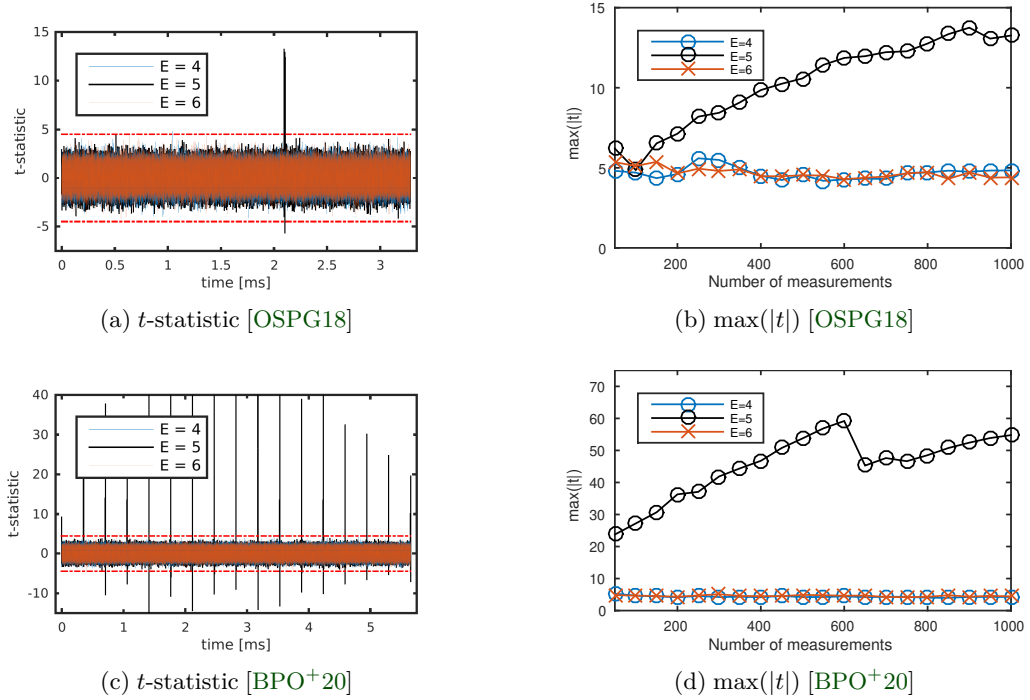 15
10
5
0
-5
t-statistic
E = 4
E = 5
E = 6
0
0.5
1
1.5
2
2.5
3
time [ms]
(a) t-statistic [OSPG18]
15
10
5
0
max(|t|)
E=4
E=5
E=6
200
400
600
800
1000
Number of measurements
(b) max(|t|) [OSPG18]
40
30
20
10
0
-10
t-statistic
E = 4
E = 5
E = 6
0
1
2
3
4
5
time [ms]
(c) t-statistic [BPO+20]
70
60
50
40
30
20
10
0
max(|t|)
E=4
E=5
E=6
200
400
600
800
1000
Number of measurements
(d) max(|t|) [BPO+20]